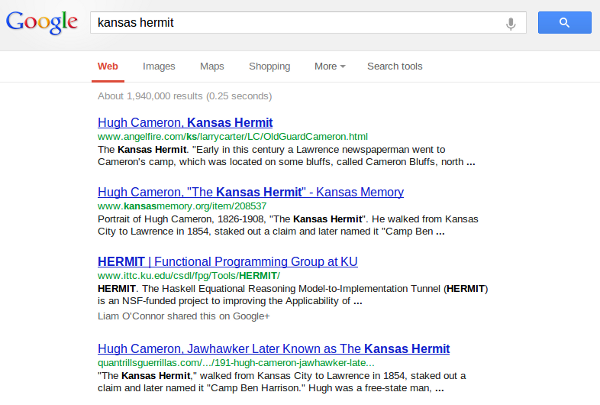 Google
kansas hermit
Web Images Maps Shopping More Search tools
About 1,940,000 results (0.25 seconds)
Hugh Cameron, Kansas Hermit
www.angelfire.com/ks/larrycarter/LC/OldGuardCameron.html
The Kansas Hermit. "Early in this century a Lawrence newspaperman went to
Cameron's camp, which was located on some bluffs, called Cameron Bluffs, north ...
Hugh Cameron, "The Kansas Hermit" - Kansas Memory
www.kansasmemory.org/item/208537
Portrait of Hugh Cameron, 1826-1908, "The Kansas Hermit". He walked from Kansas
City to Lawrence in 1854, staked out a claim and later named it "Camp Ben ...
HERMIT | Functional Programming Group at KU
www.ittc.ku.edu/csdl/fpg/Tools/HERMIT/
HERMIT. The Haskell Equational Reasoning Model-to-Implementation Tunnel (HERMIT)
is an NSF-funded project to improving the Applicability of ...
Liam O'Connor shared this on Google+
Hugh Cameron, Jawhawker Later Known as The Kansas Hermit
quantrillsguerrillas.com/.../191-hugh-cameron-jawhawker-late...
"The Kansas Hermit," walked from Kansas City to Lawrence in 1854, staked out a
claim and later named it "Camp Ben Harrison." Hugh was a free-state man, ...